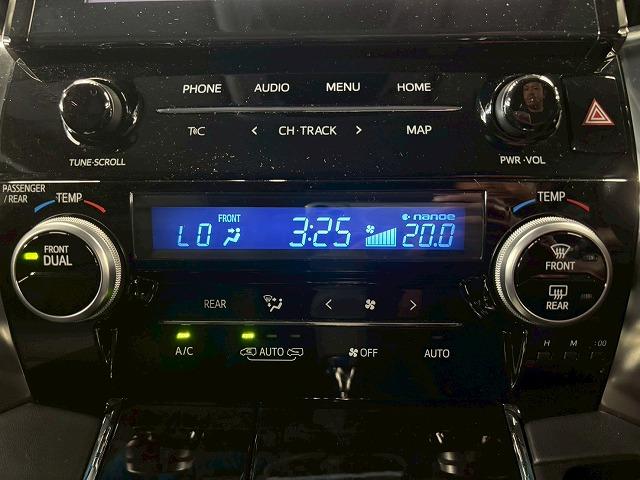 PHONE AUDIO MENU HOME
TUNE·SCROLL
CH·TRACK MAP
PWR·VOL
PASSENGER
/ REAR
TEMP
TEMP
FRONT
nanoe
LO 3:25 20.0
FRONT
DUAL
FRONT
REAR
REAR
A/C AUTO OFF AUTO
H M :00